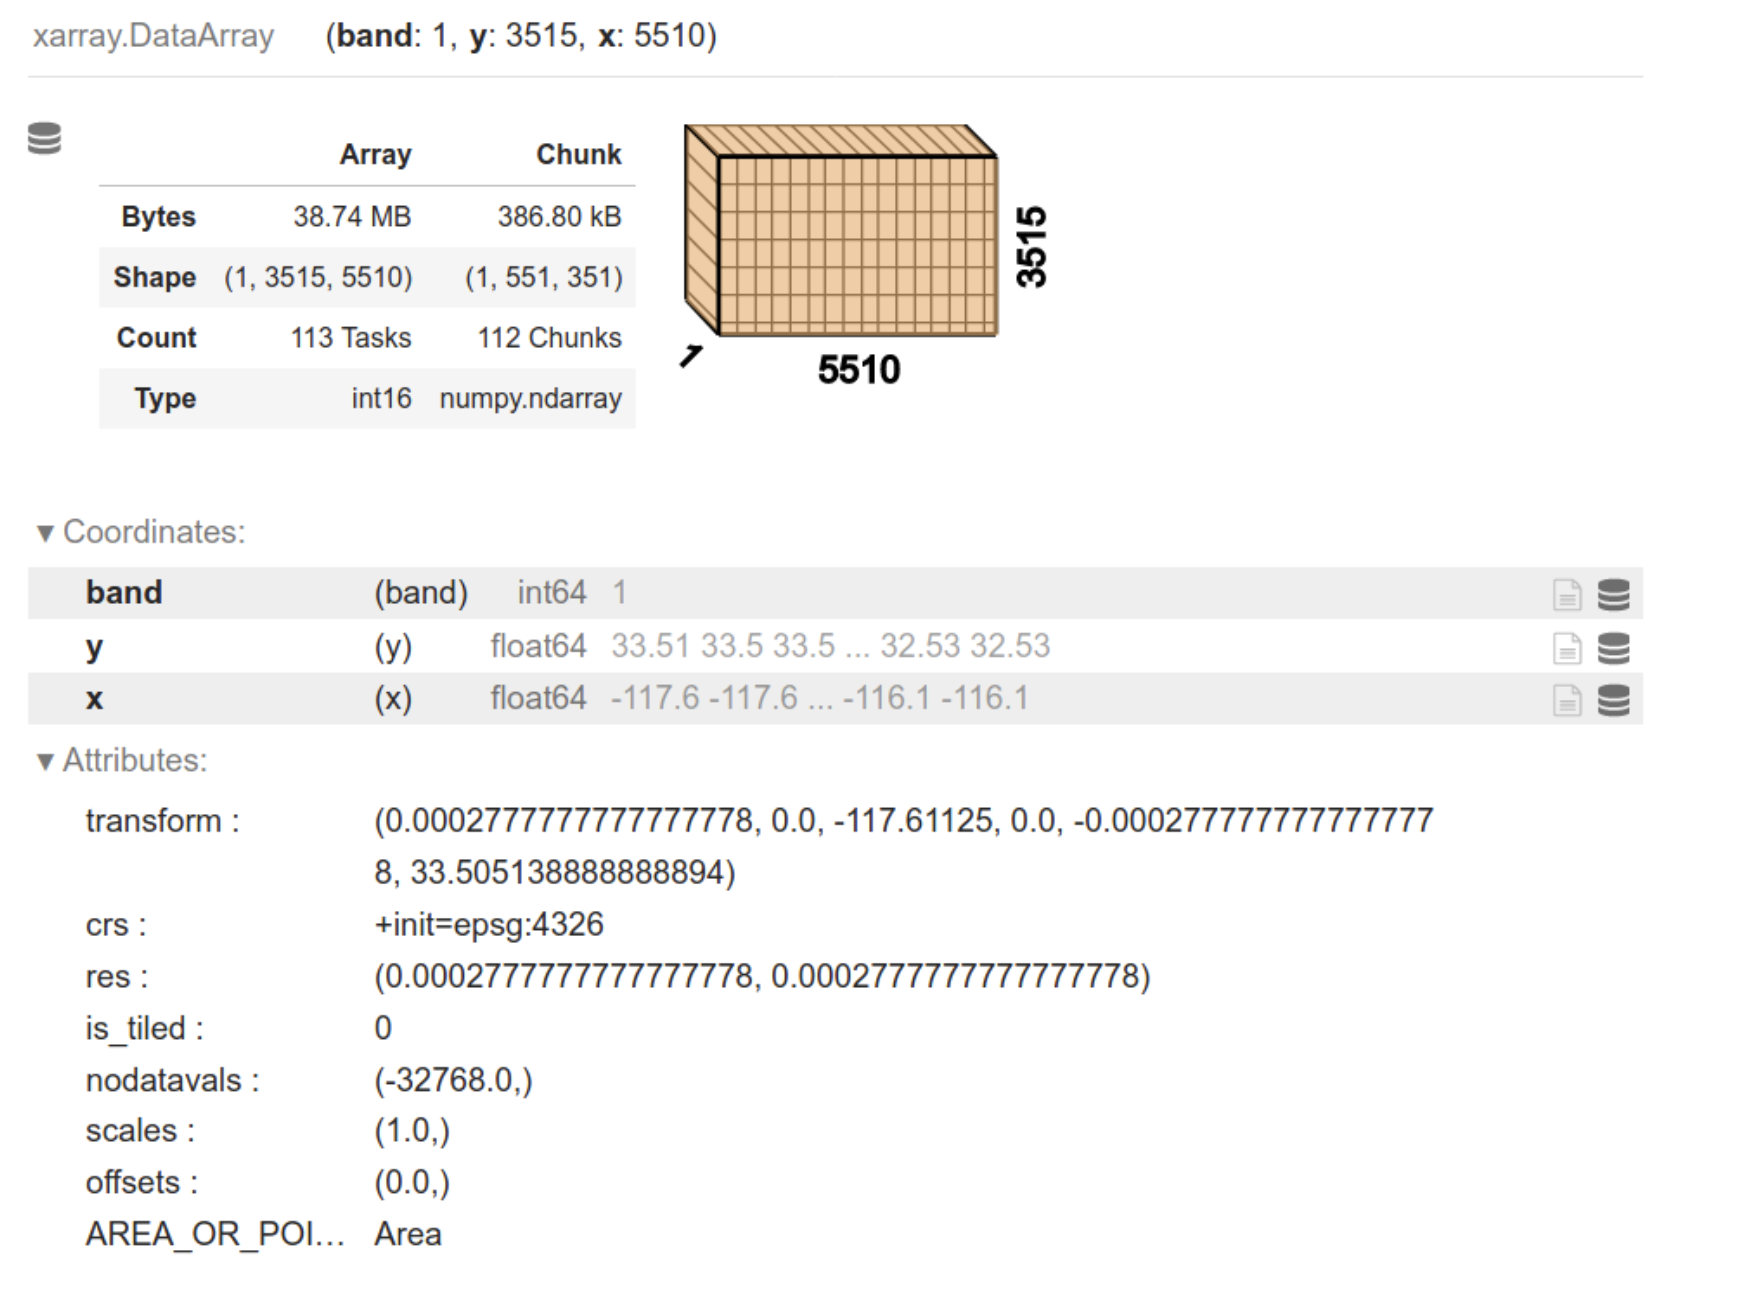 xarray.DataArray (band: 1, y: 3515, x: 5510)
Array Chunk
Bytes 38.74 MB 386.80 kB
Shape (1, 3515, 5510) (1, 551, 351)
Count 113 Tasks 112 Chunks
Type int16 numpy.ndarray
3515
1
5510
▼ Coordinates:
band (band) int64 1
y (y) float64 33.51 33.5 33.5 ... 32.53 32.53
x (x) float64 -117.6 -117.6 ... -116.1 -116.1
▼ Attributes:
transform : (0.0002777777777777778, 0.0, -117.61125, 0.0, -0.000277777777777777
8, 33.505138888888894)
crs : +init=epsg:4326
res : (0.0002777777777777778, 0.0002777777777777778)
is_tiled : 0
nodatavals : (-32768.0,)
scales : (1.0,)
offsets : (0.0,)
AREA_OR_POI... Area